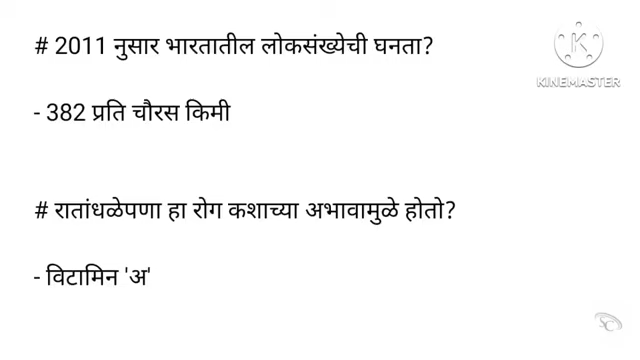 # 2011 नुसार भारतातील लोकसंख्येची घनता?
KINEMASTER
- 382 प्रति चौरस किमी
# रातांधळेपणा हा रोग कशाच्या अभावामुळे होतो?
- विटामिन 'अ'